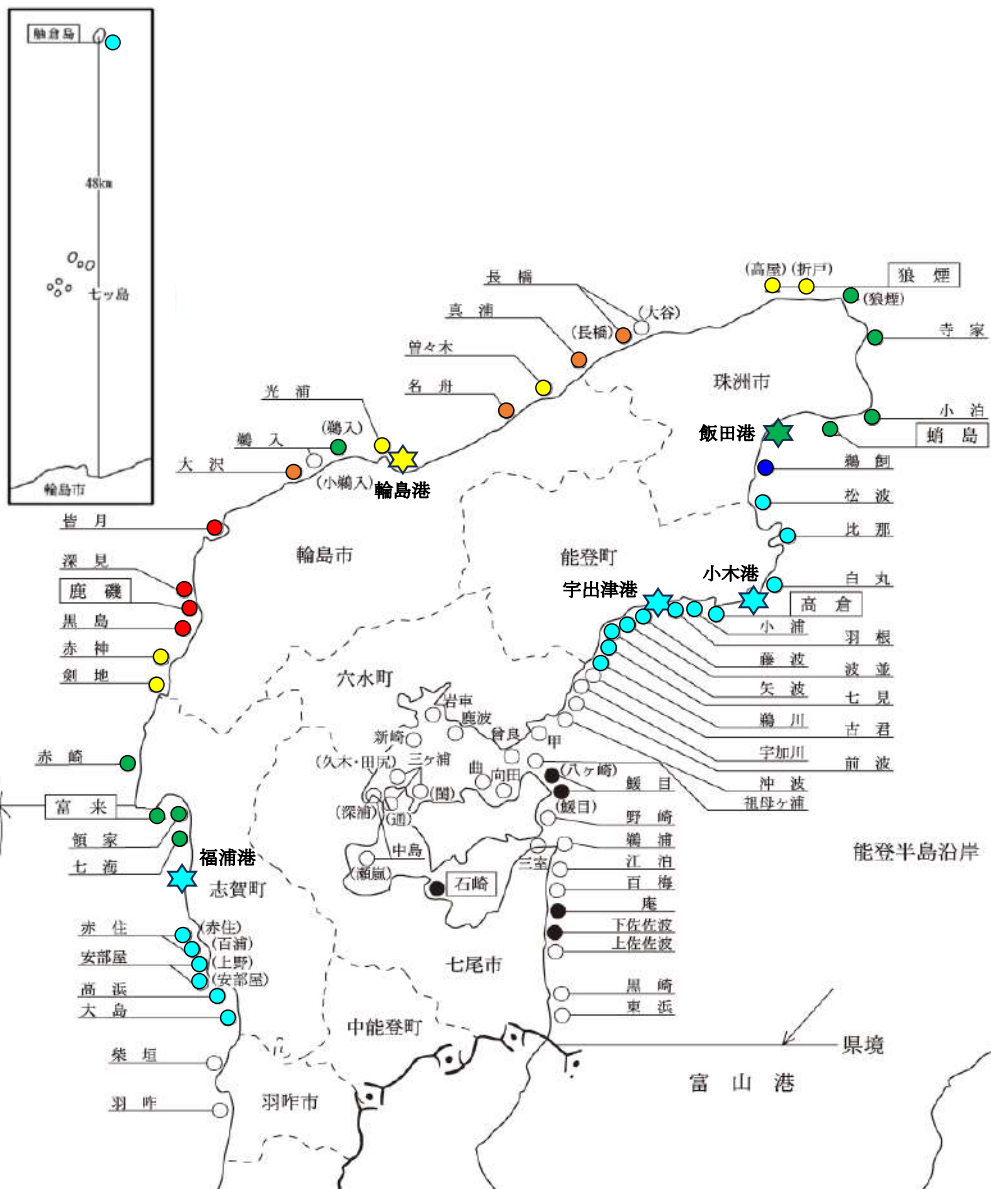 舳倉島
48km
七ッ島
輪島市
長橋
(大谷)
(長橋)
真浦
曽々木
名舟
光浦
鵜入
(鵜入)
大沢
(小鵜入)
輪島港
(高屋)
(折戸)
狼煙
(狼煙)
寺家
珠洲市
小泊
飯田港
蛸島
鵜飼
松波
比那
皆月
輪島市
能登町
深見
宇出津港
小木港
白丸
鹿磯
高倉
黒島
小浦
赤神
羽根
剱地
藤波
波並
穴水町
矢波
七見
岩車
鹿波
鵜川
古君
新崎
曽良
甲
宇加川
前波
赤崎
(久木・田尻)
三ヶ浦
曲
向田
(八ヶ崎)
鰀目
沖波
祖母ヶ浦
富来
(深浦)
(通)
(閨)
(鰀目)
野崎
領家
鵜浦
七海
福浦港
中島
三室
江泊
能登半島沿岸
(瀬嵐)
石崎
志賀町
百海
庵
赤住
(赤住)
(百浦)
下佐佐波
安部屋
(上野)
(安部屋)
上佐佐波
七尾市
高浜
黒崎
大島
東浜
中能登町
県境
柴垣
富山港
羽咋
羽咋市